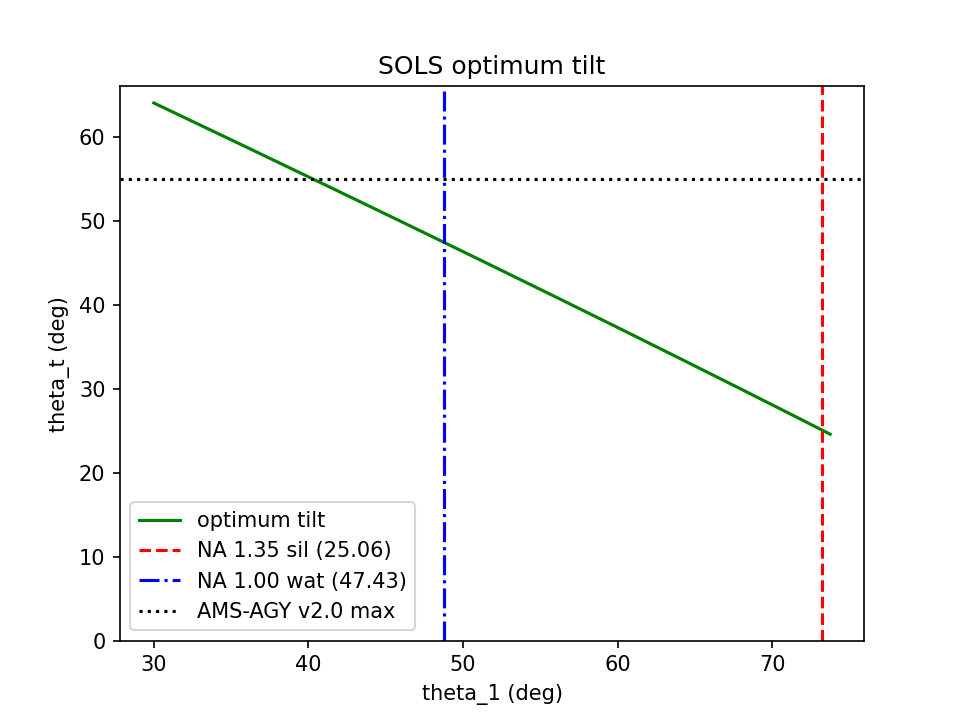 SOLS optimum tilt
theta_t (deg)
60
50
40
30
20
10
0
optimum tilt
NA 1.35 sil (25.06)
NA 1.00 wat (47.43)
AMS-AGY v2.0 max
30 40 50 60 70
theta_1 (deg)